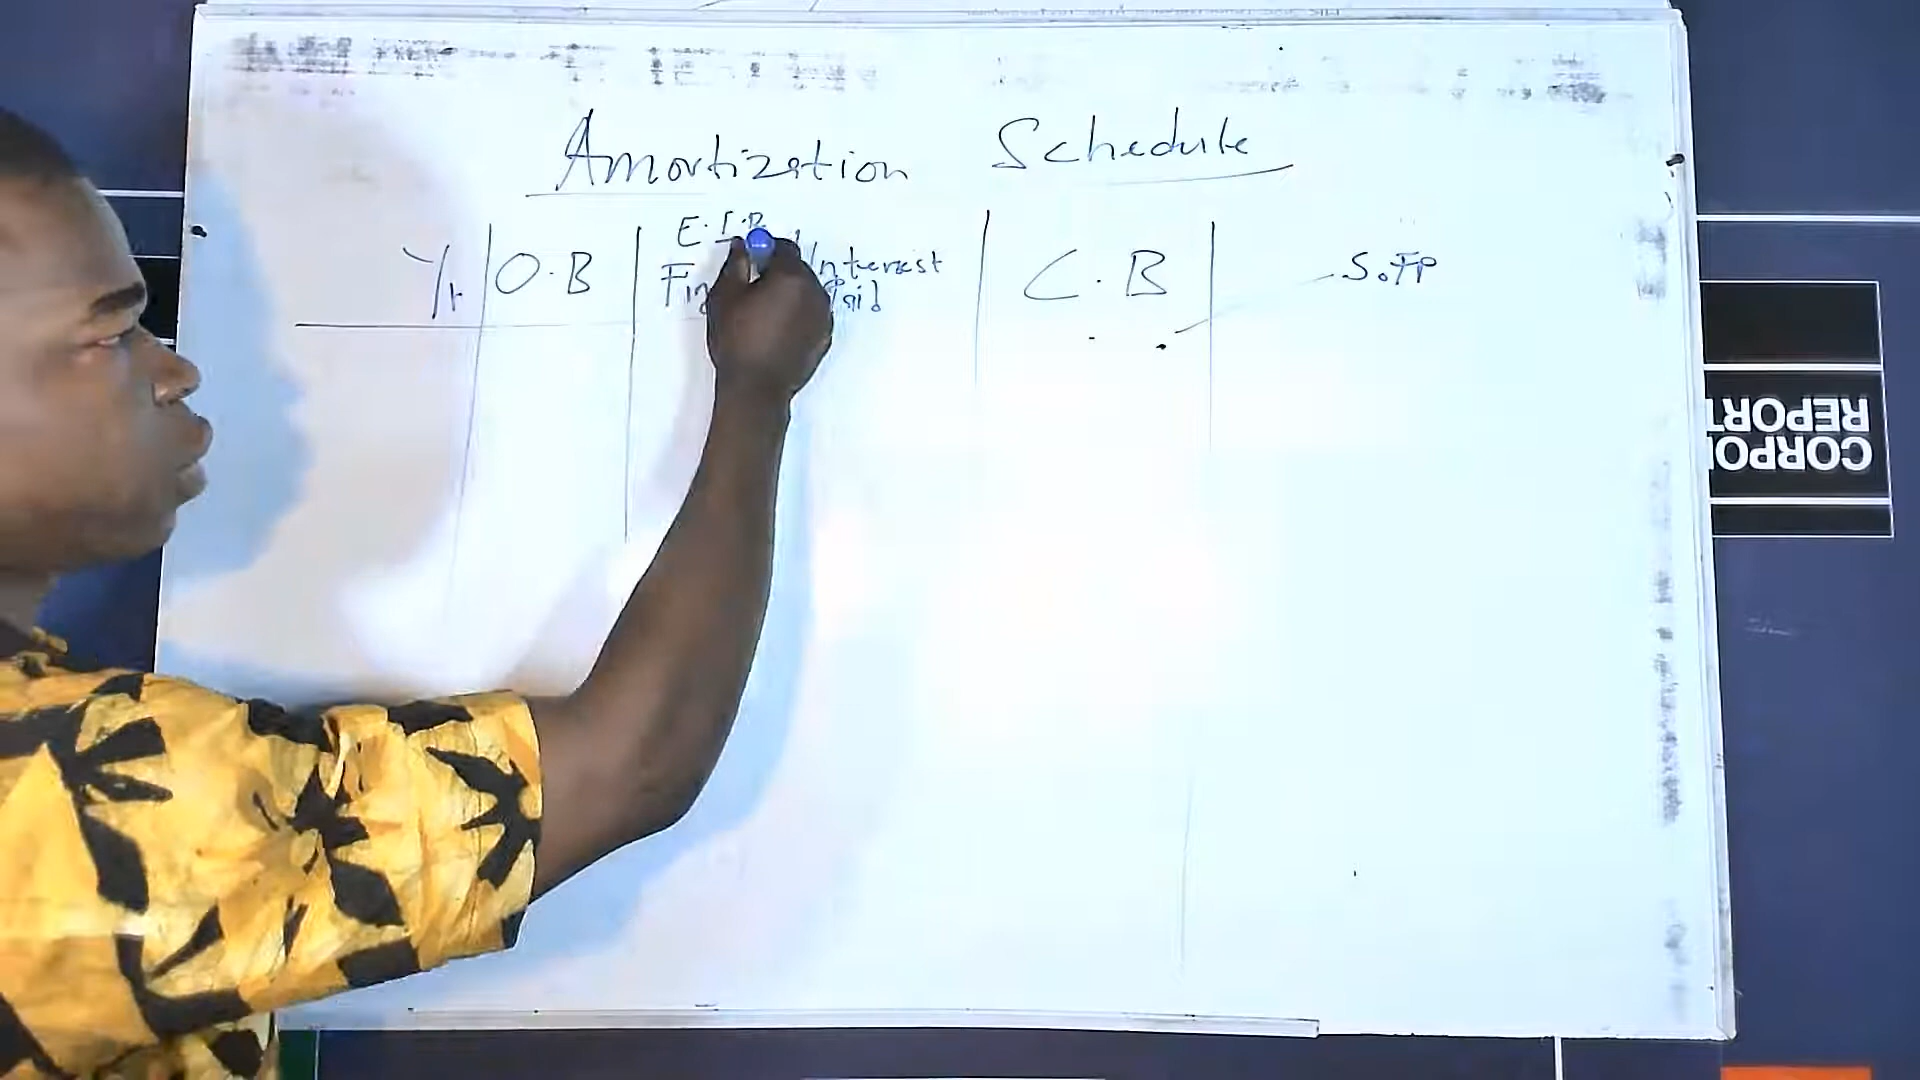 Amortization Schedule
E.I.R
Yr O.B Interest C.B S.FP
Paid
CORPO
REPORT